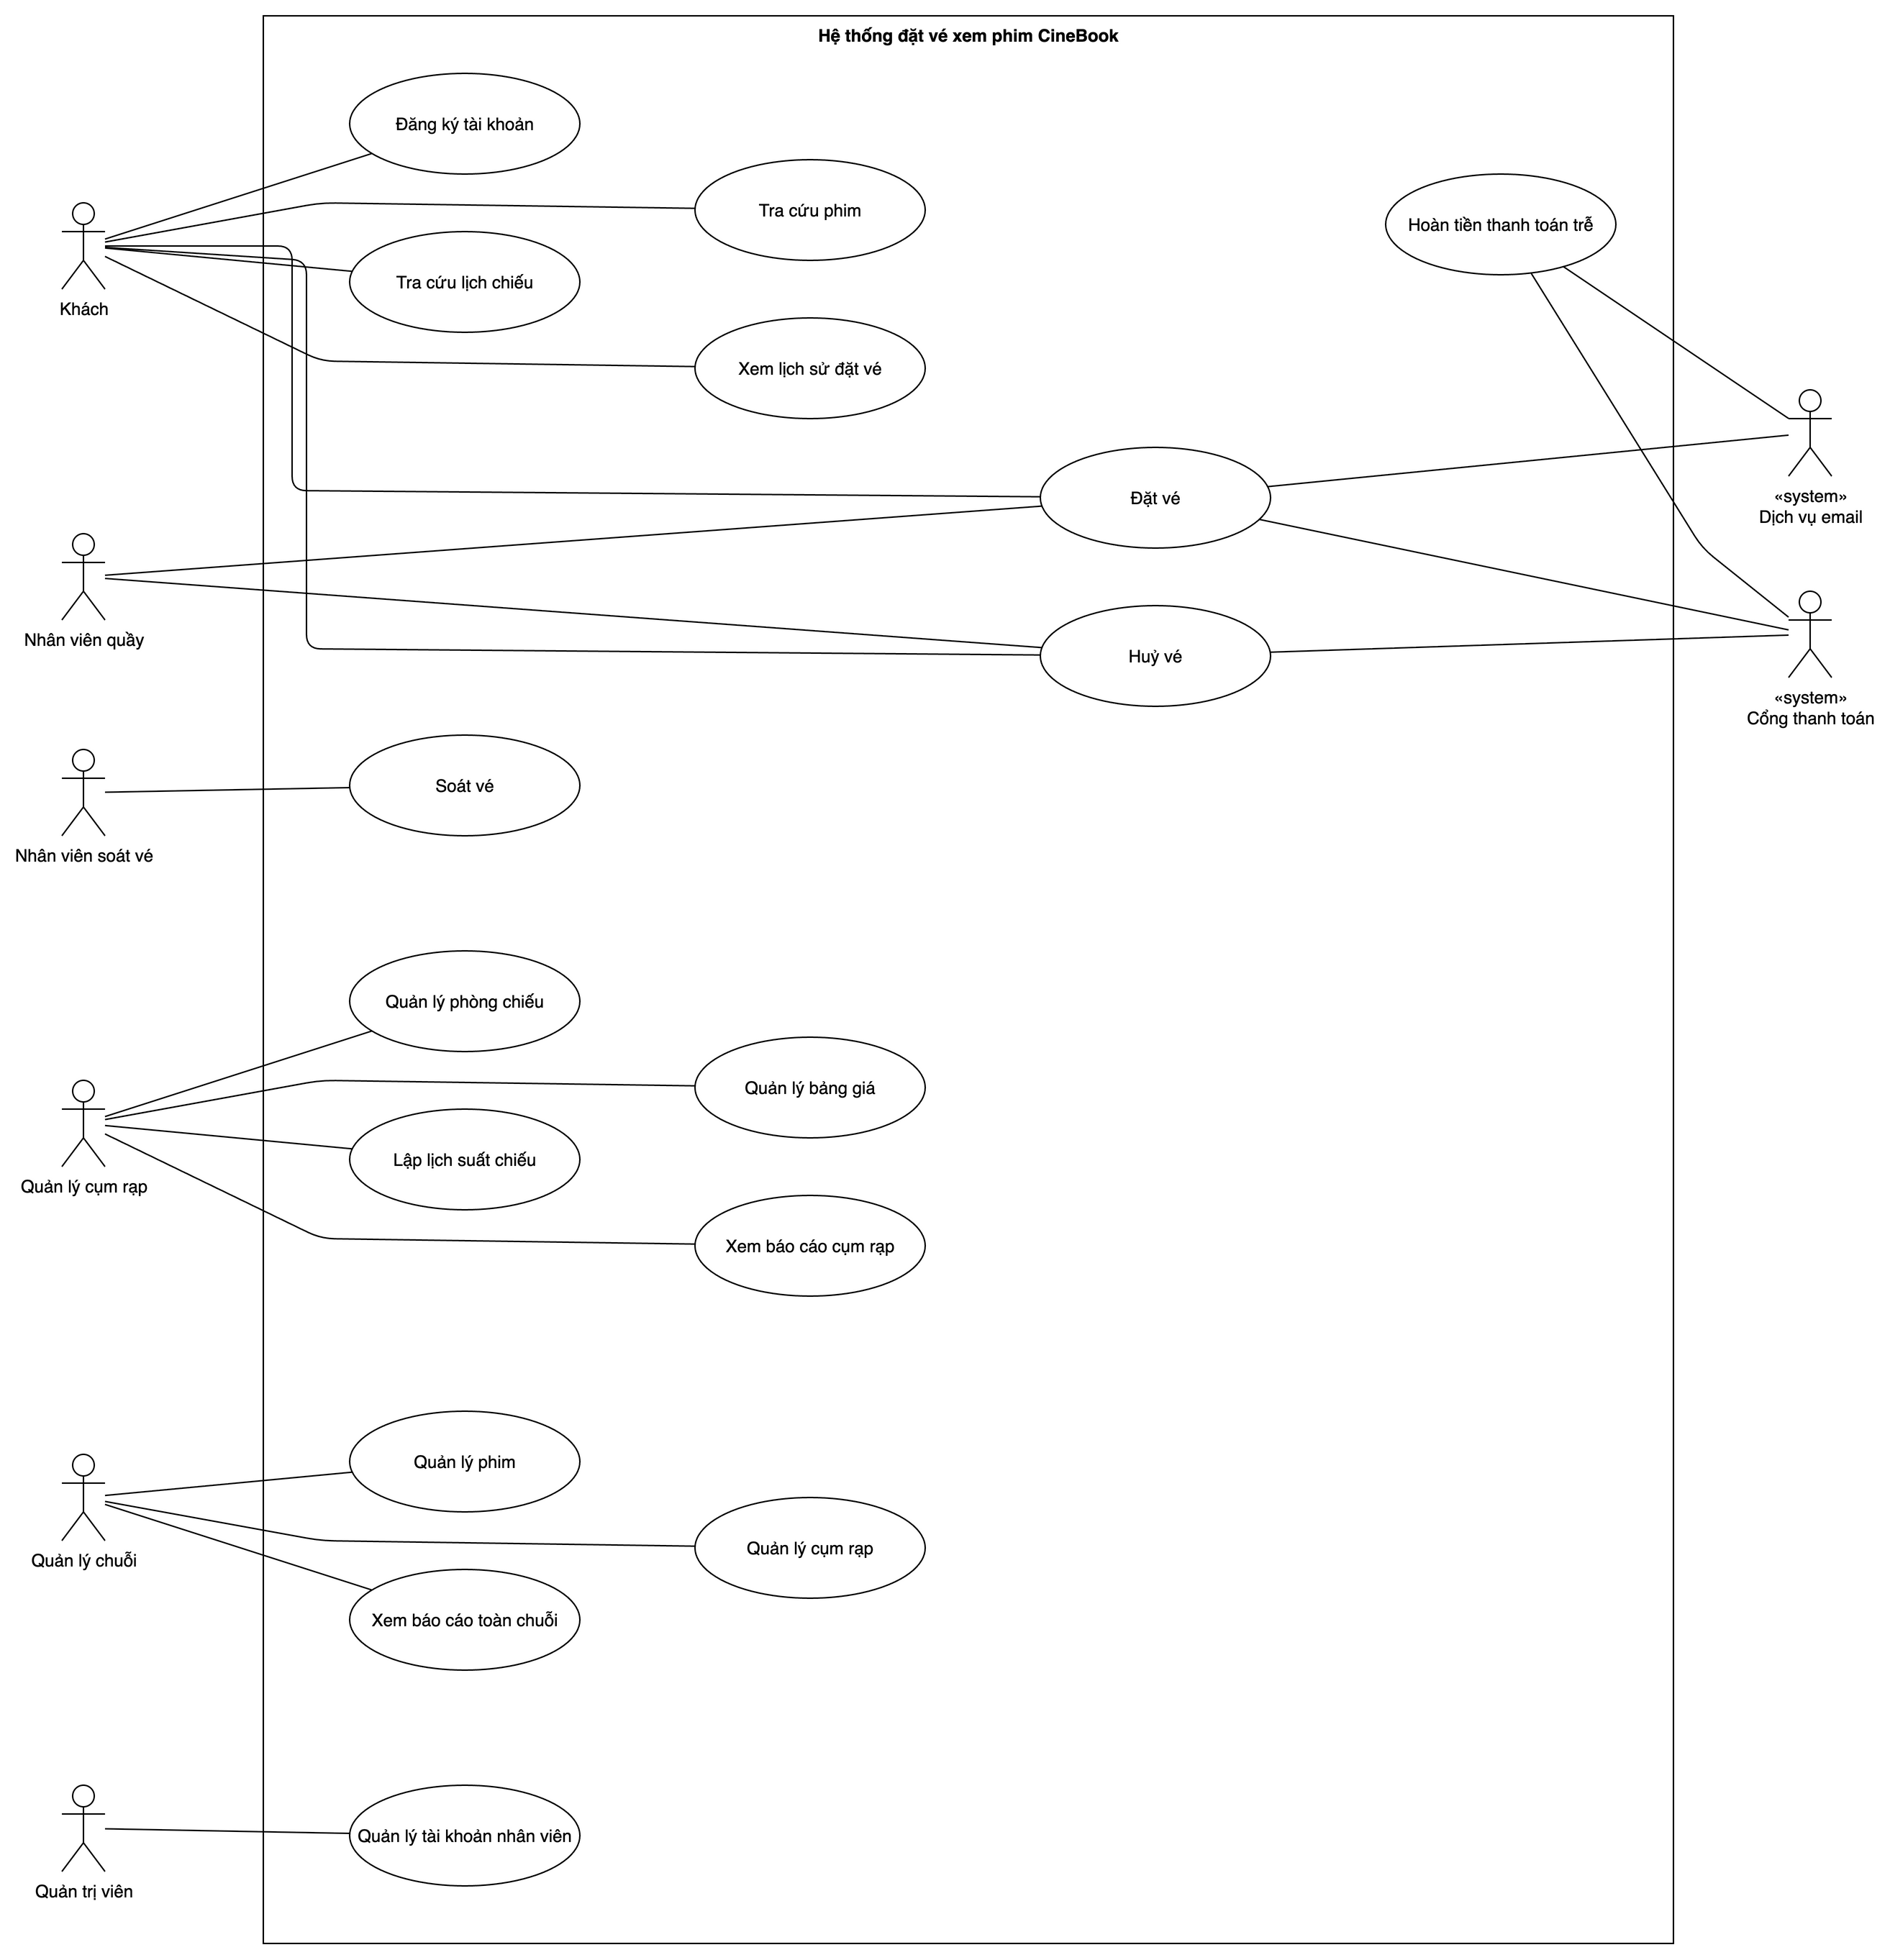 Hệ thống đặt vé xem phim CineBook
Đăng ký tài khoản
Tra cứu phim
Hoàn tiền thanh toán trễ
Tra cứu lịch chiếu
Khách
Xem lịch sử đặt vé
Đặt vé
«system»
Dịch vụ email
Nhân viên quầy
Huỷ vé
«system»
Cổng thanh toán
Soát vé
Nhân viên soát vé
Quản lý phòng chiếu
Quản lý bảng giá
Lập lịch suất chiếu
Quản lý cụm rạp
Xem báo cáo cụm rạp
Quản lý phim
Quản lý cụm rạp
Quản lý chuỗi
Xem báo cáo toàn chuỗi
Quản lý tài khoản nhân viên
Quản trị viên